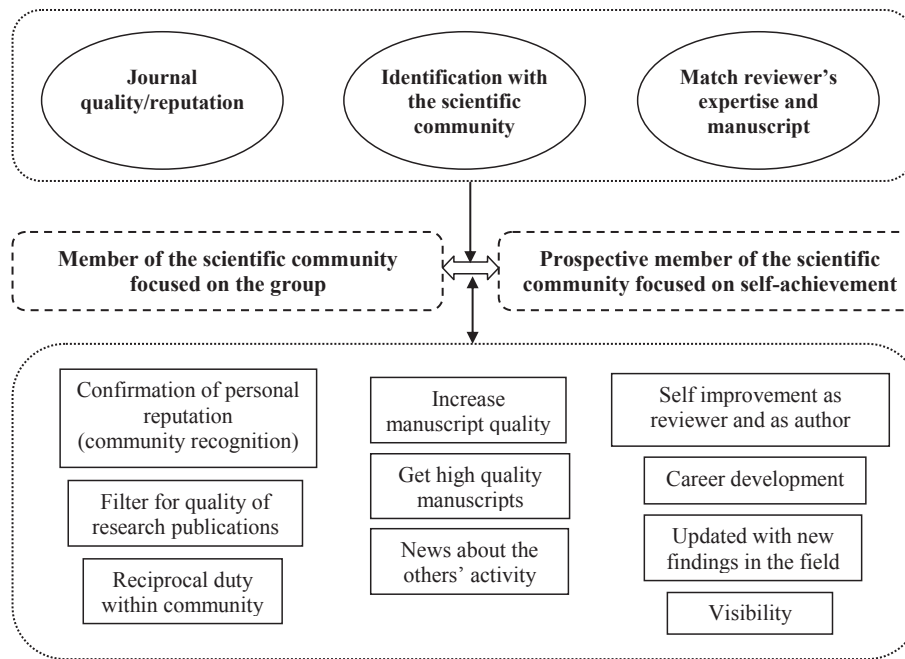 Journal
quality/reputation
Identification with
the scientific
community
Match reviewer's
expertise and
manuscript
Member of the scientific community
focused on the group
Prospective member of the scientific
community focused on self-achievement
Confirmation of personal
reputation
(community recognition)
Filter for quality of
research publications
Reciprocal duty
within community
Increase
manuscript quality
Get high quality
manuscripts
News about the
others' activity
Self improvement as
reviewer and as author
Career development
Updated with new
findings in the field
Visibility